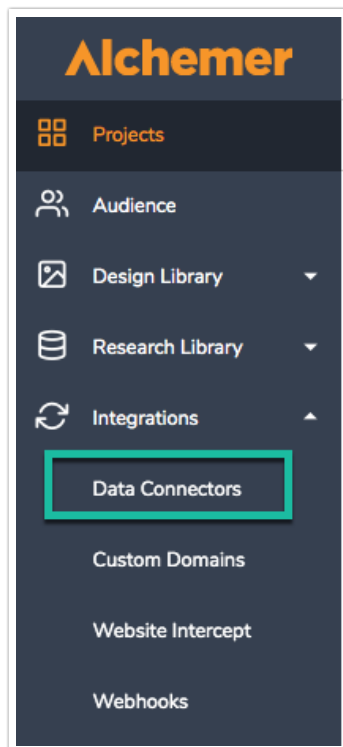 Alchemer
Projects
Audience
Design Library
Research Library
Integrations
Data Connectors
Custom Domains
Website Intercept
Webhooks